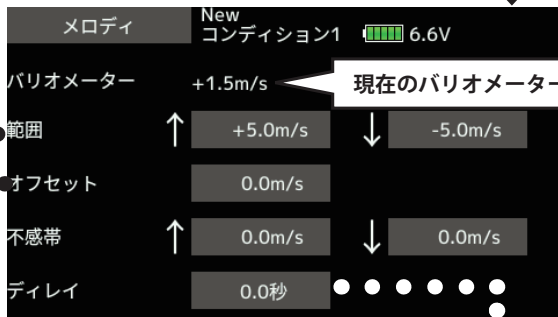 メロディ
New
コンディション1 6.6V
バリオメーター +1.5m/s 現在のバリオメーター
範囲 ↑ +5.0m/s ↓ -5.0m/s
オフセット 0.0m/s
不感帯 ↑ 0.0m/s ↓ 0.0m/s
ディレイ 0.0秒